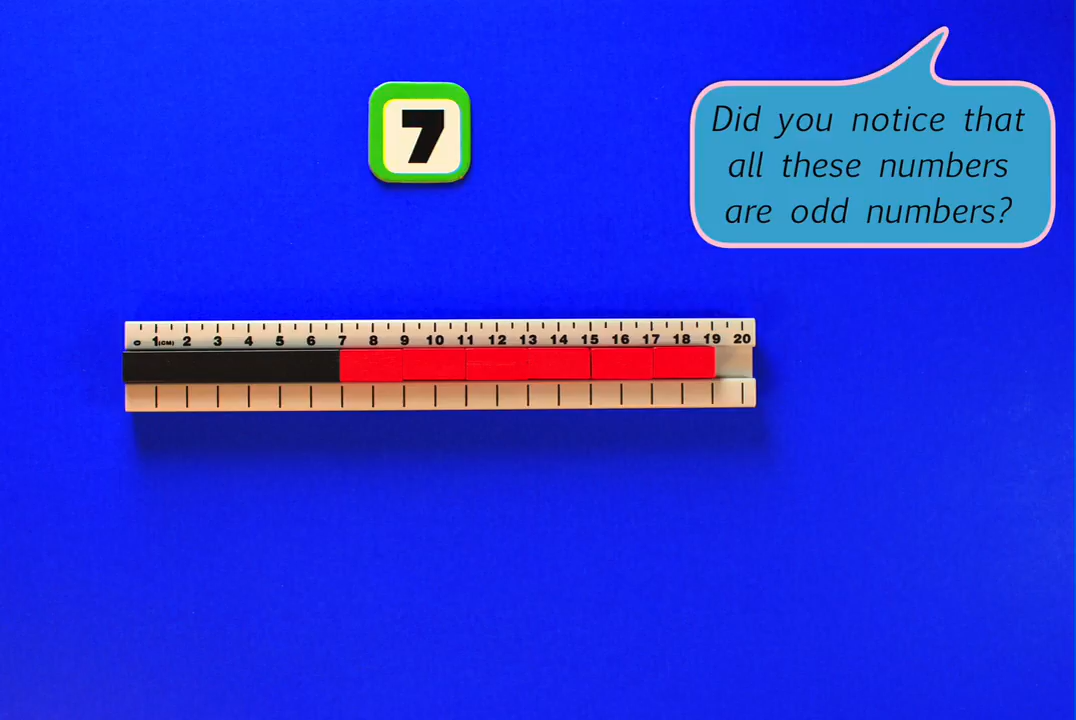 7
Did you notice that
all these numbers
are odd numbers?
0 1(CM) 2 3 4 5 6 7 8 9 10 11 12 13 14 15 16 17 18 19 20